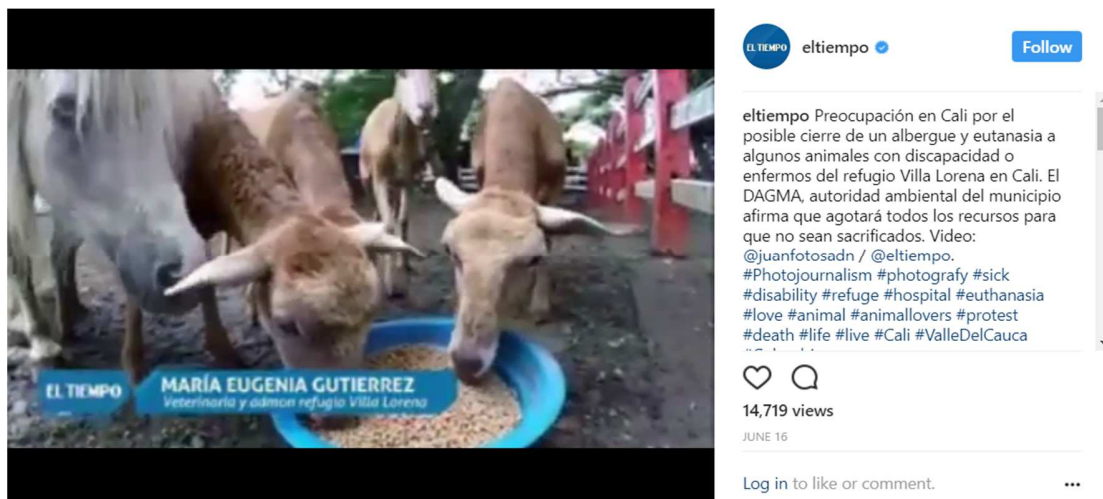 EL TIEMPO
MARÍA EUGENIA GUTIERREZ
Veterinaria y admon refugio Villa Lorena
EL TIEMPO
eltiempo
Follow
eltiempo Preocupación en Cali por el
posible cierre de un albergue y eutanasia a
algunos animales con discapacidad o
enfermos del refugio Villa Lorena en Cali. El
DAGMA, autoridad ambiental del municipio
afirma que agotará todos los recursos para
que no sean sacrificados. Video:
@juanfotosadn / @eltiempo.
#Photojournalism #photografy #sick
#disability #refuge #hospital #euthanasia
#love #animal #animallovers #protest
#death #life #live #Cali #ValleDelCauca
14,719 views
JUNE 16
Log in to like or comment.